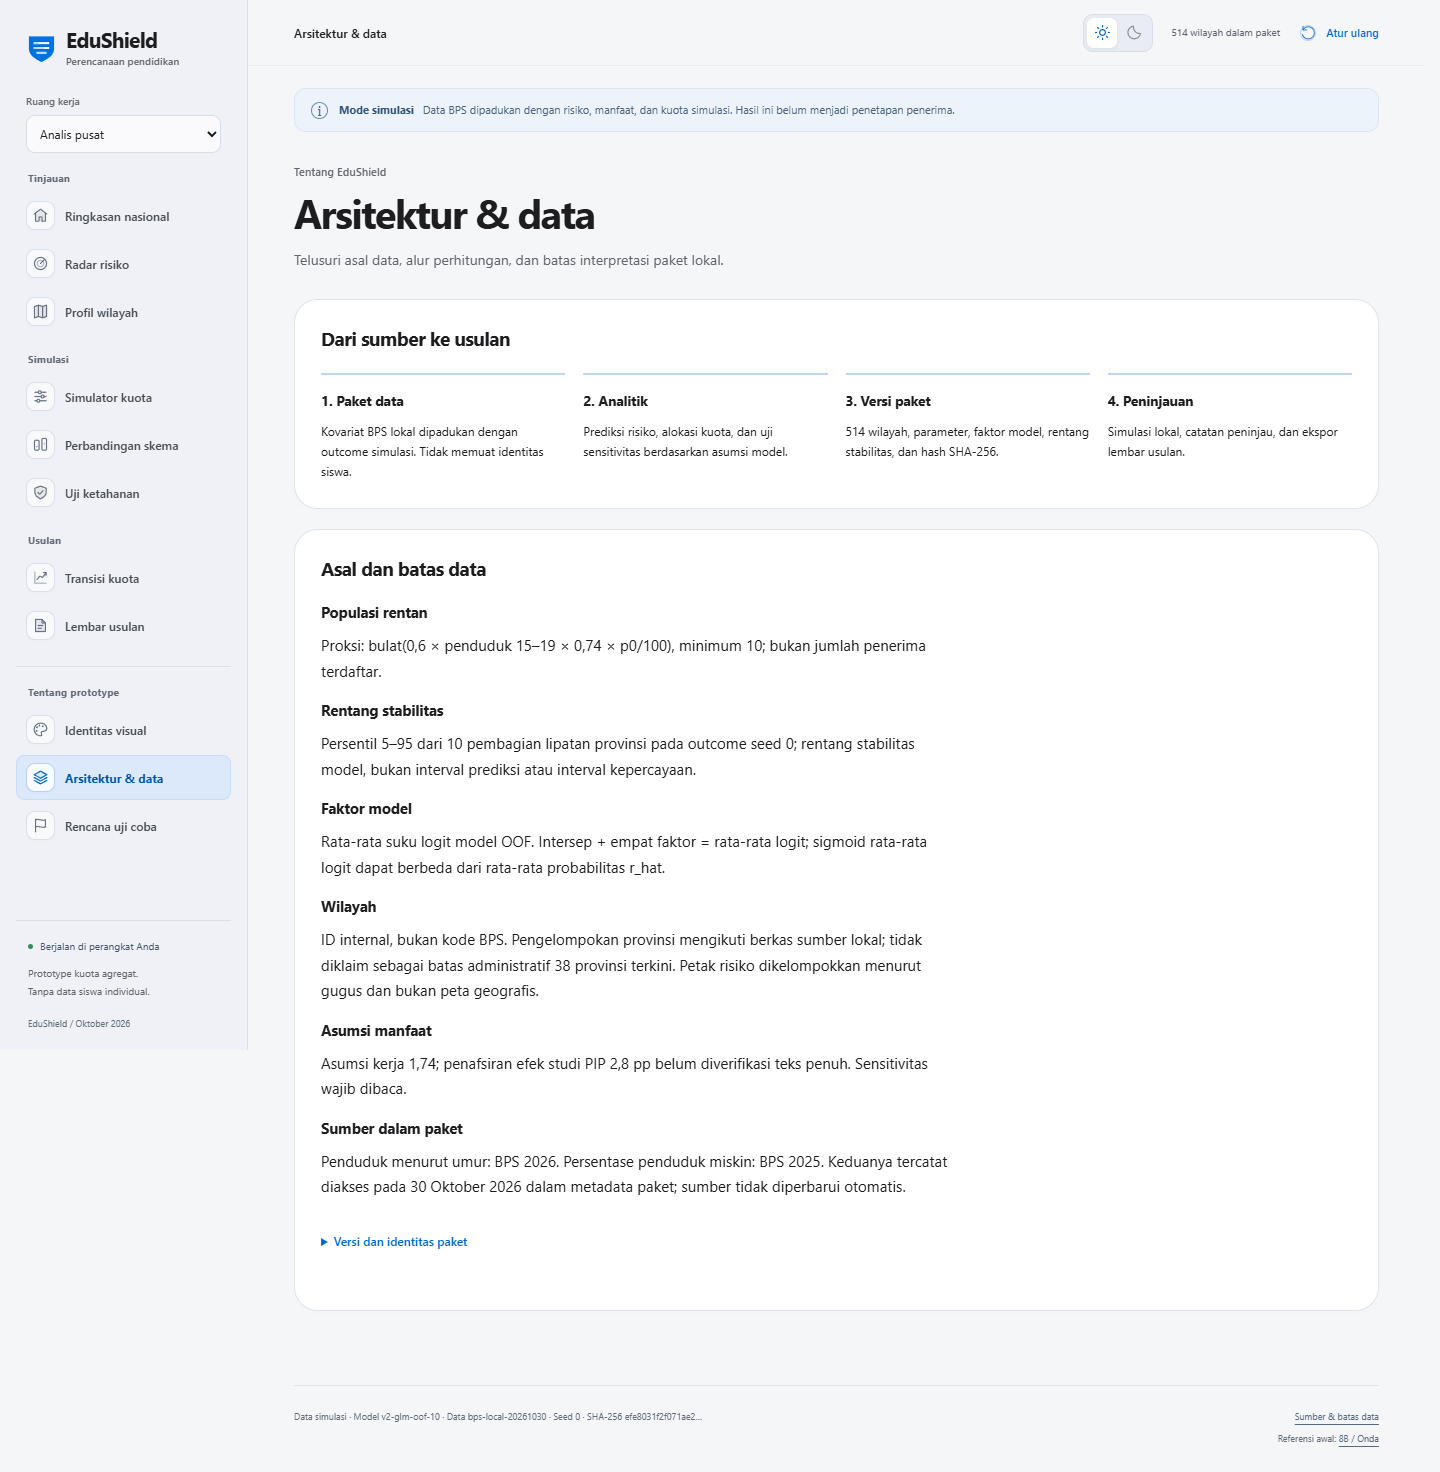 EduShield
Perencanaan pendidikan
Ruang kerja
Analis pusat
Tinjauan
Ringkasan nasional
Radar risiko
Profil wilayah
Simulasi
Simulator kuota
Perbandingan skema
Uji ketahanan
Usulan
Transisi kuota
Lembar usulan
Tentang prototype
Identitas visual
Arsitektur & data
Rencana uji coba
Berjalan di perangkat Anda
Prototype kuota agregat.
Tanpa data siswa individual.
EduShield / Oktober 2026
Arsitektur & data
514 wilayah dalam paket
Atur ulang
Mode simulasi Data BPS dipadukan dengan risiko, manfaat, dan kuota simulasi. Hasil ini belum menjadi penetapan penerima.
Tentang EduShield
Arsitektur & data
Telusuri asal data, alur perhitungan, dan batas interpretasi paket lokal.
Dari sumber ke usulan
1. Paket data
Kovariat BPS lokal dipadukan dengan
outcome simulasi. Tidak memuat identitas
siswa.
2. Analitik
Prediksi risiko, alokasi kuota, dan uji
sensitivitas berdasarkan asumsi model.
3. Versi paket
514 wilayah, parameter, faktor model, rentang
stabilitas, dan hash SHA-256.
4. Peninjauan
Simulasi lokal, catatan peninjau, dan ekspor
lembar usulan.
Asal dan batas data
Populasi rentan
Proksi: bulat(0,6 × penduduk 15–19 × 0,74 × p0/100), minimum 10; bukan jumlah penerima
terdaftar.
Rentang stabilitas
Persentil 5–95 dari 10 pembagian lipatan provinsi pada outcome seed 0; rentang stabilitas
model, bukan interval prediksi atau interval kepercayaan.
Faktor model
Rata-rata suku logit model OOF. Intersep + empat faktor = rata-rata logit; sigmoid rata-rata
logit dapat berbeda dari rata-rata probabilitas r_hat.
Wilayah
ID internal, bukan kode BPS. Pengelompokan provinsi mengikuti berkas sumber lokal; tidak
diklaim sebagai batas administratif 38 provinsi terkini. Petak risiko dikelompokkan menurut
gugus dan bukan peta geografis.
Asumsi manfaat
Asumsi kerja 1,74; penafsiran efek studi PIP 2,8 pp belum diverifikasi teks penuh. Sensitivitas
wajib dibaca.
Sumber dalam paket
Penduduk menurut umur: BPS 2026. Persentase penduduk miskin: BPS 2025. Keduanya tercatat
diakses pada 30 Oktober 2026 dalam metadata paket; sumber tidak diperbarui otomatis.
Versi dan identitas paket
Data simulasi · Model v2-glm-oof-10 · Data bps-local-20261030 · Seed 0 · SHA-256 efe8031f2f071ae2...
Sumber & batas data
Referensi awal: 8B / Onda